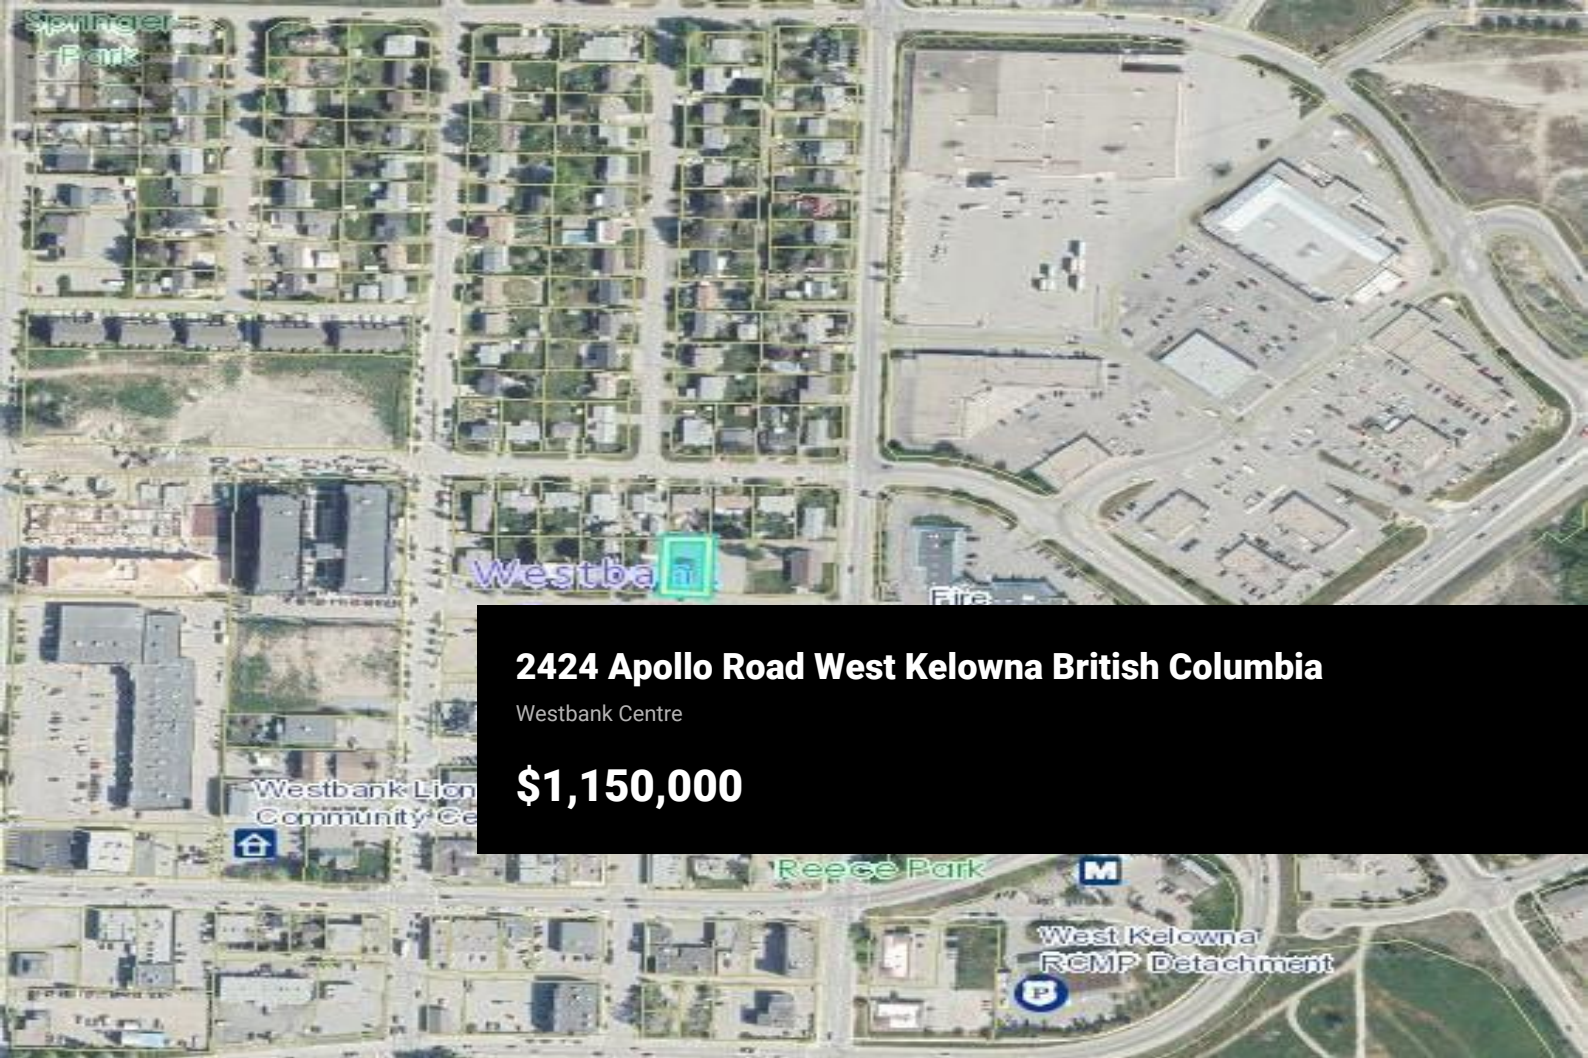 Springer
Park
Westba
Fire
2424 Apollo Road West Kelowna British Columbia
Westbank Centre
$1,150,000
Westbank Lion
Community Ce
Reece Park
M
West Kelowna
RCMP Detachment
P